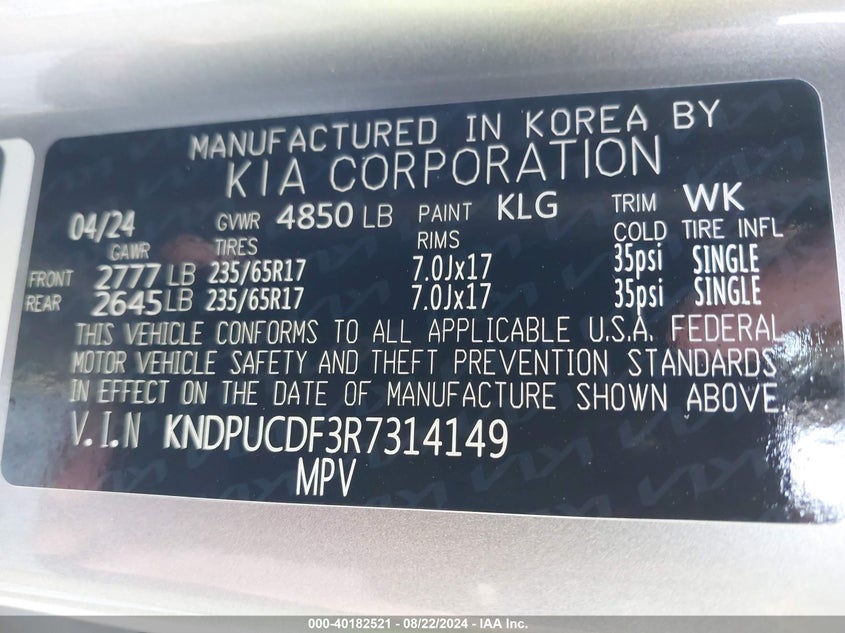 MANUFACTURED IN KOREA BY
KIA CORPORATION
04/24 GVWR 4850 LB PAINT KLG TRIM WK
GAWR TIRES RIMS COLD TIRE INFL
FRONT 2777 LB 235/65R17 7.0Jx17 35psi SINGLE
REAR 2645 LB 235/65R17 7.0Jx17 35psi SINGLE
THIS VEHICLE CONFORMS TO ALL APPLICABLE U.S.A. FEDERAL
MOTOR VEHICLE SAFETY AND THEFT PREVENTION STANDARDS
IN EFFECT ON THE DATE OF MANUFACTURE SHOWN ABOVE.
V.I.N KNDPUCDF3R7314149
MPV
000-40182521 - 08/22/2024 - IAA Inc.